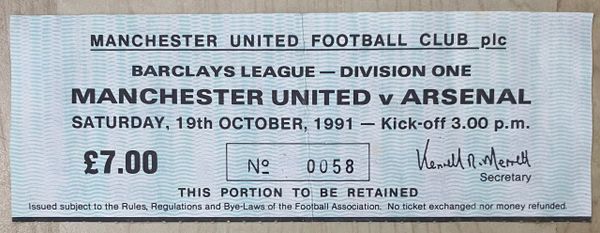 MANCHESTER UNITED FOOTBALL CLUB plc
BARCLAYS LEAGUE — DIVISION ONE
MANCHESTER UNITED v ARSENAL
SATURDAY, 19th OCTOBER, 1991 — Kick-off 3.00 p.m.
£7.00
No 0058
Kenneth R. Merrett
Secretary
THIS PORTION TO BE RETAINED
Issued subject to the Rules, Regulations and Bye-Laws of the Football Association. No ticket exchanged nor money refunded.